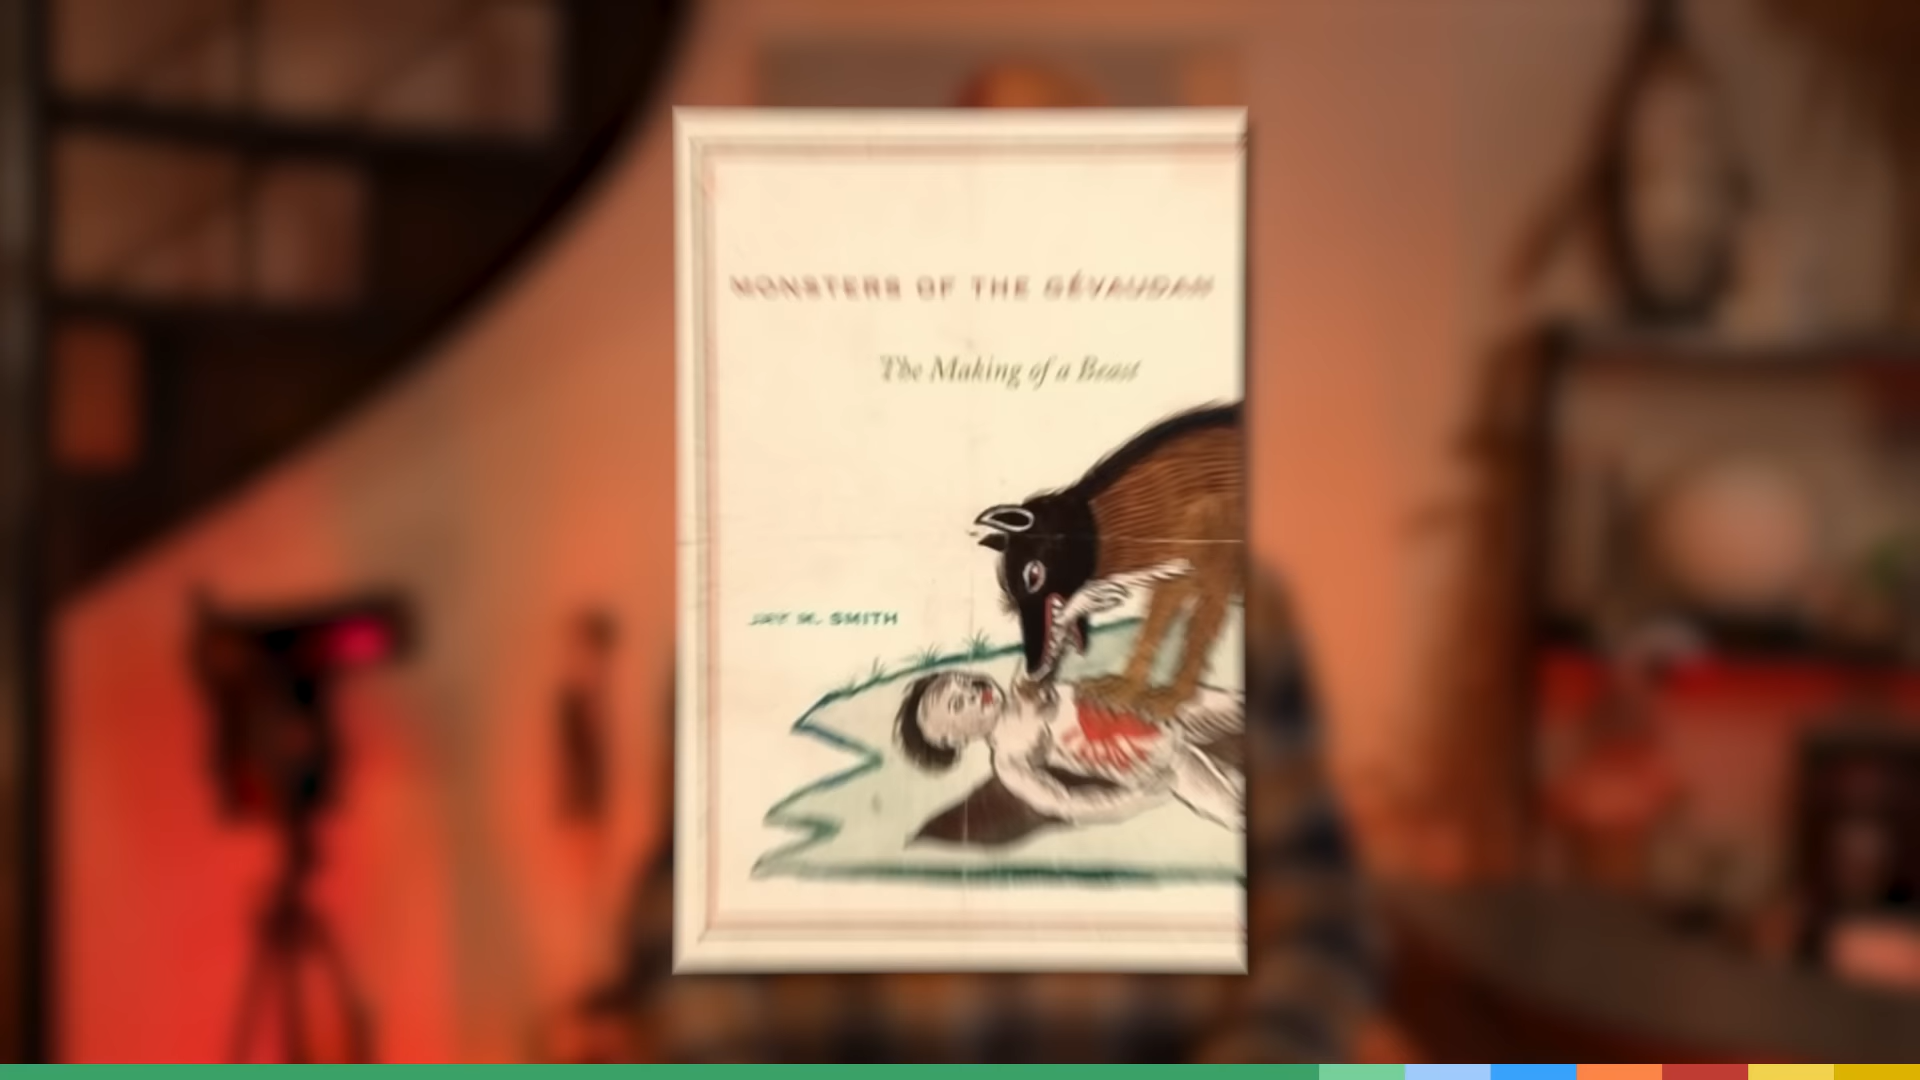 MONSTERS OF THE GÉVAUDAN
The Making of a Beast
JAY M. SMITH